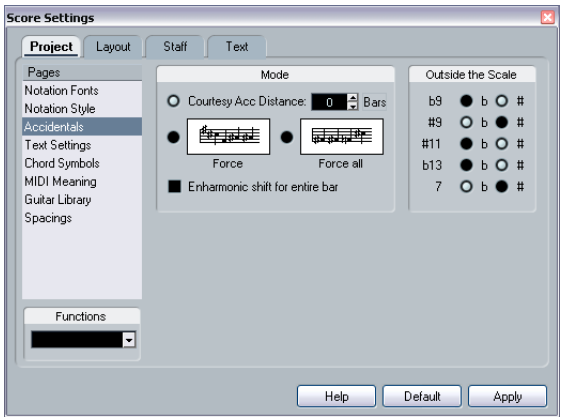 Score Settings
Project Layout Staff Text
Pages
Notation Fonts
Notation Style
Accidentals
Text Settings
Chord Symbols
MIDI Meaning
Guitar Library
Spacings
Functions
Mode
Courtesy Acc Distance: 0 Bars
Force Force all
Enharmonic shift for entire bar
Outside the Scale
b9 b #
#9 b #
#11 b #
b13 b #
7 b #
Help Default Apply